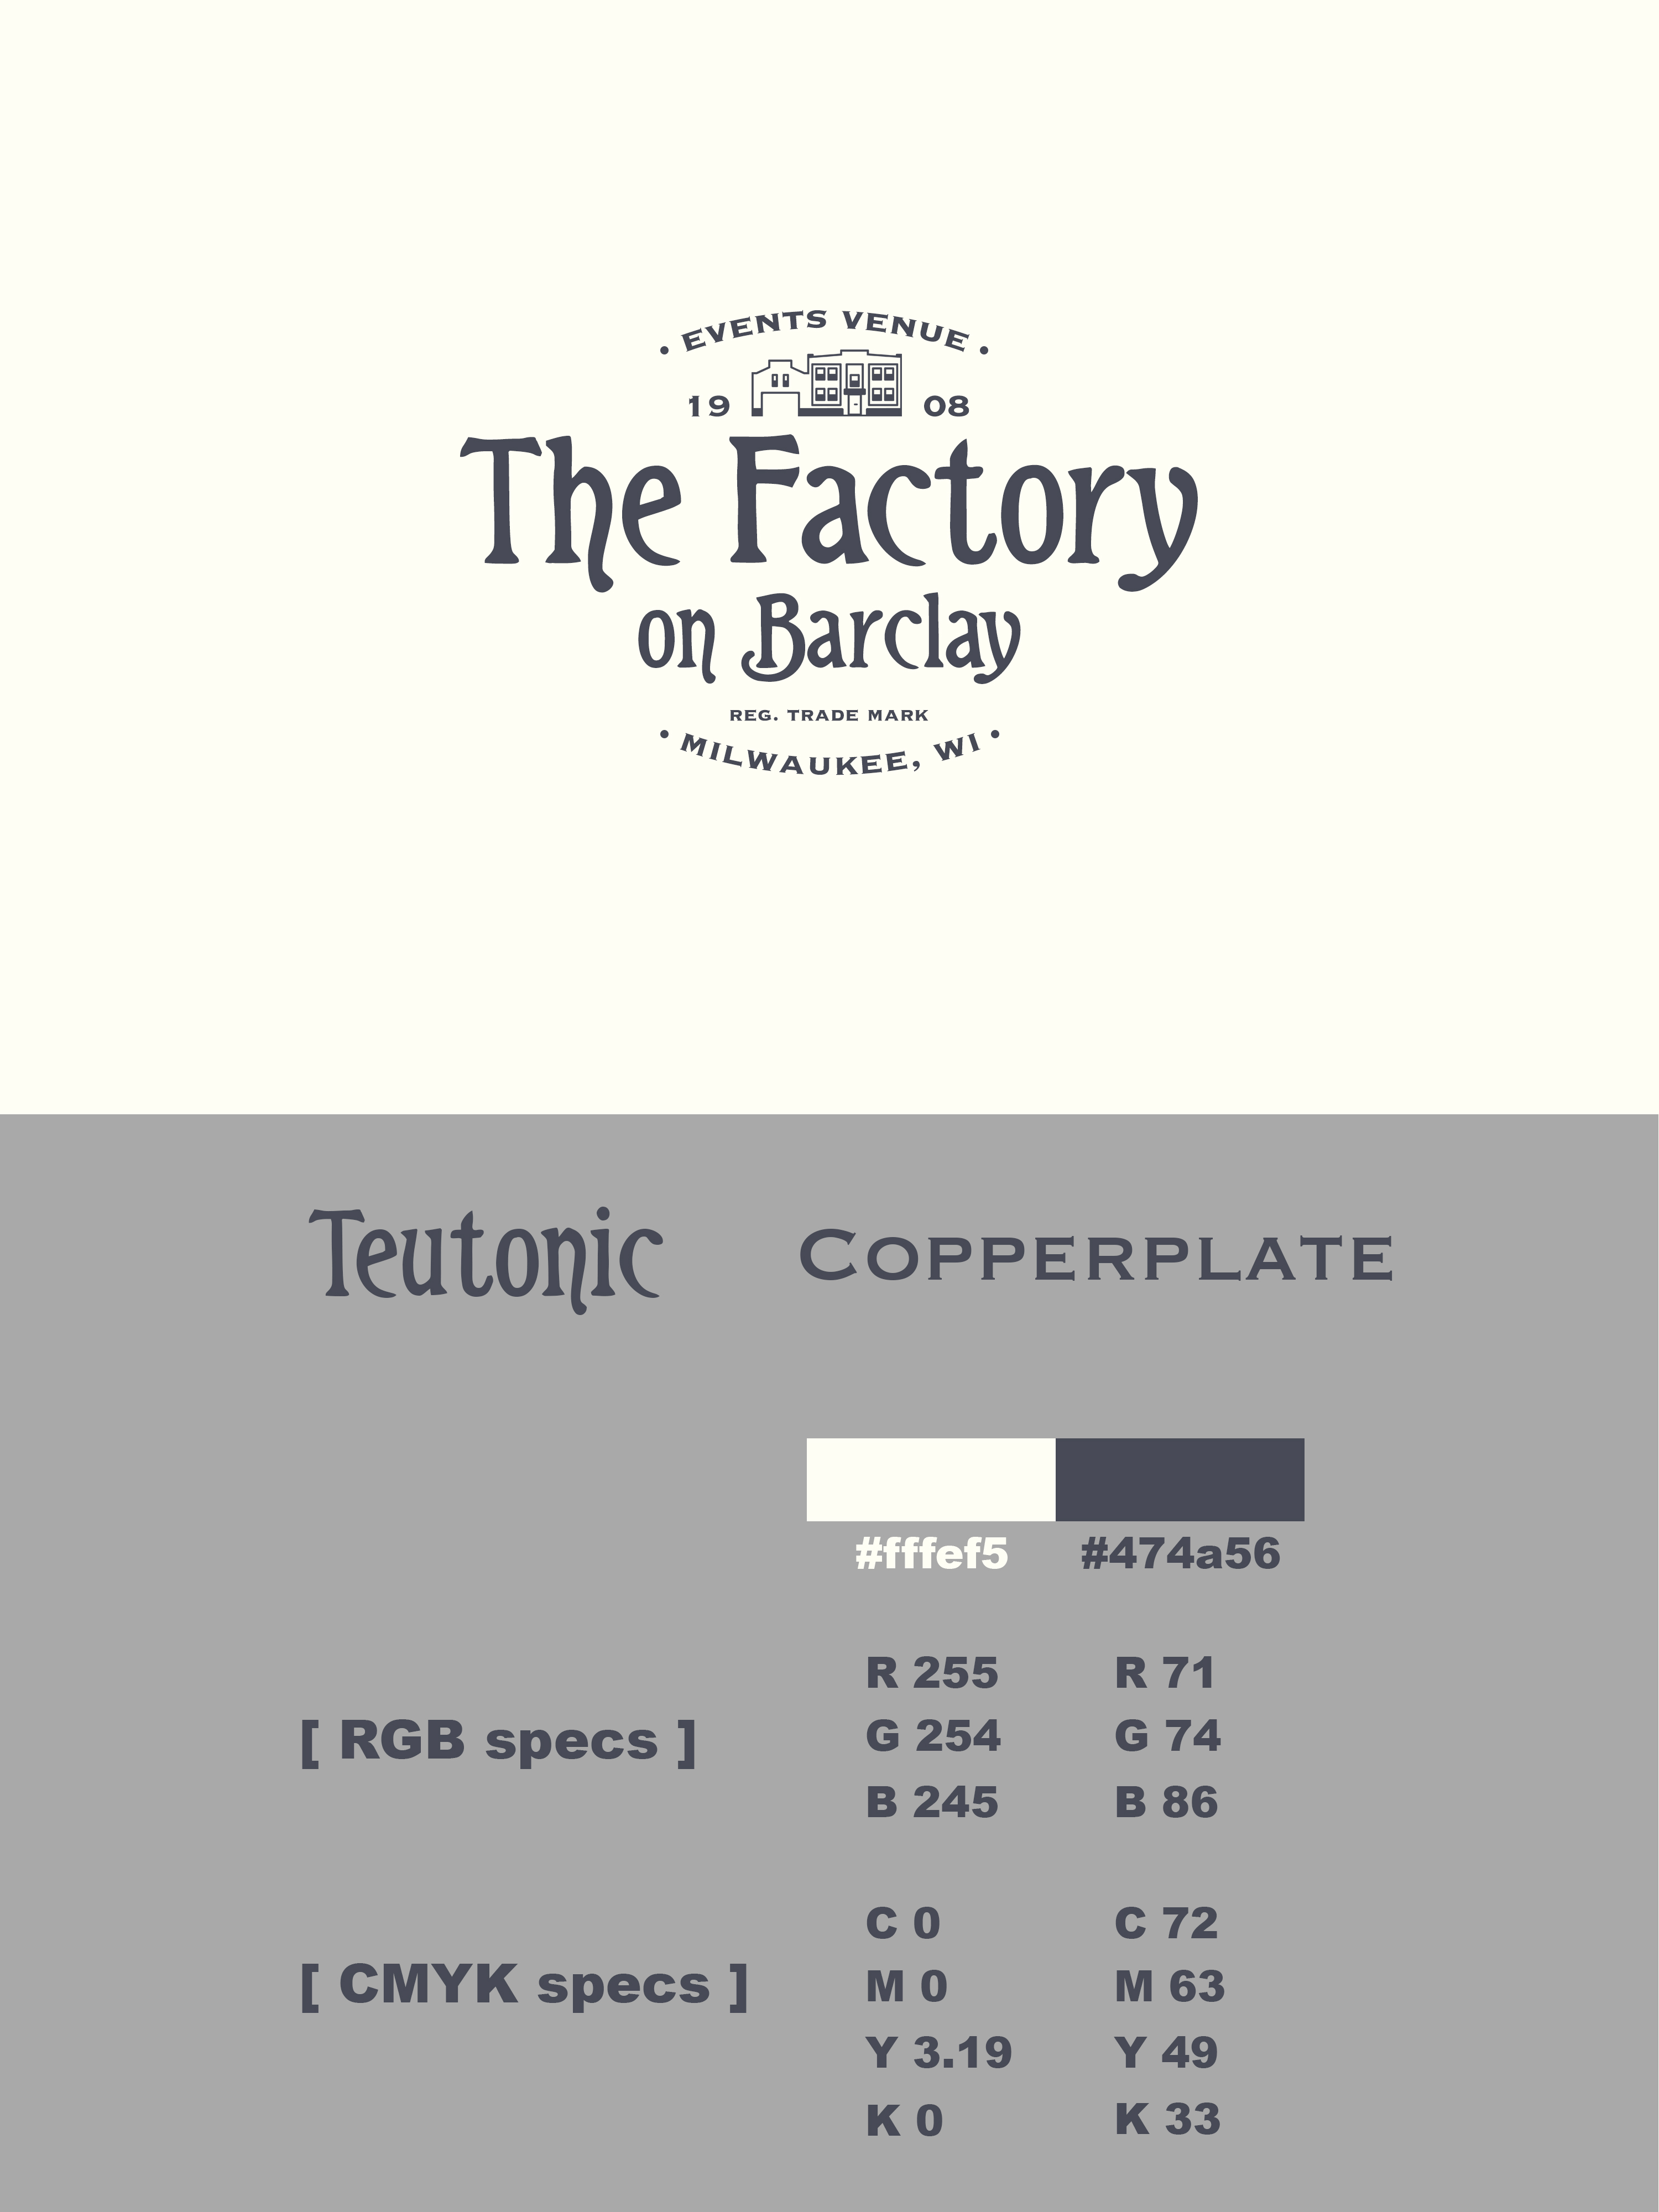 • EVENTS VENUE •
19 08
The Factory
on Barclay
REG. TRADE MARK
• MILWAUKEE, WI •
Teutonic COPPERPLATE
#fffef5 #474a56
R 255 R 71
[ RGB specs ] G 254 G 74
B 245 B 86
C 0 C 72
[ CMYK specs ] M 0 M 63
Y 3.19 Y 49
K 0 K 33